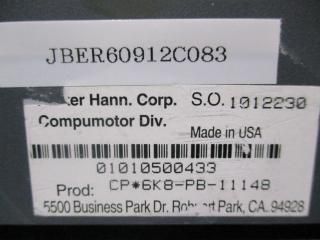 JBER60912C083
ker Hann. Corp. S.O. 1012230
Compumotor Div.
Made in USA
01010500433
Prod: CP*6K8-PB-11148
5500 Business Park Dr. Rohnert Park, CA. 94928